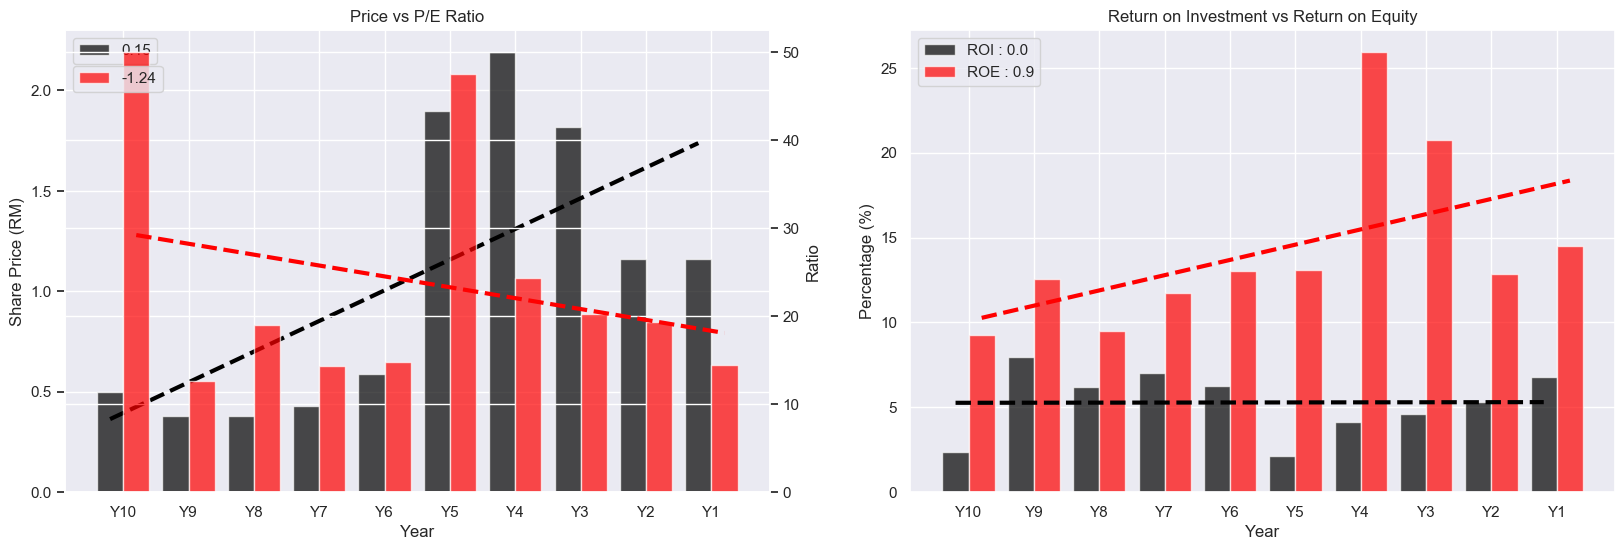 Price vs P/E Ratio
0.15
-1.24
Share Price (RM)
2.0
1.5
1.0
0.5
0.0
50
40
30
20
10
0
Ratio
Y10 Y9 Y8 Y7 Y6 Y5 Y4 Y3 Y2 Y1
Year
Return on Investment vs Return on Equity
ROI : 0.0
ROE : 0.9
Percentage (%)
25
20
15
10
5
0
Y10 Y9 Y8 Y7 Y6 Y5 Y4 Y3 Y2 Y1
Year